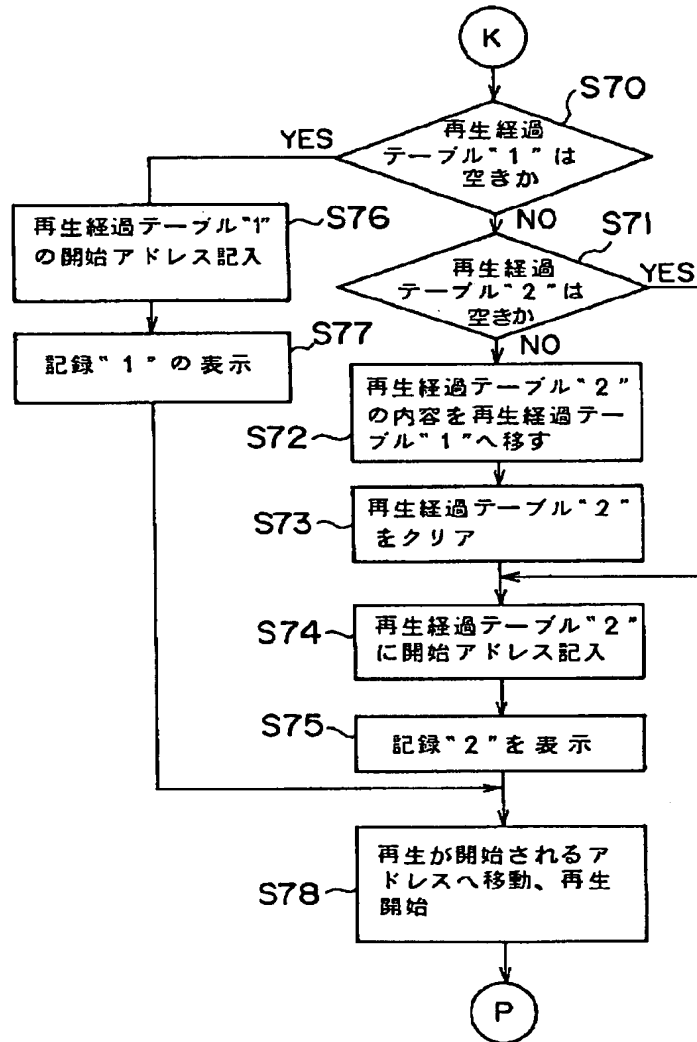 K
S70
再生経過
テーブル"1"は
空きか
YES
NO
S76
再生経過テーブル"1"
の開始アドレス記入
S71
再生経過
テーブル"2"は
空きか
YES
NO
S77
記録"1"の表示
S72
再生経過テーブル"2"
の内容を再生経過テー
ブル"1"へ移す
S73
再生経過テーブル"2"
をクリア
S74
再生経過テーブル"2"
に開始アドレス記入
S75
記録"2"を表示
S78
再生が開始されるア
ドレスへ移動、再生
開始
P